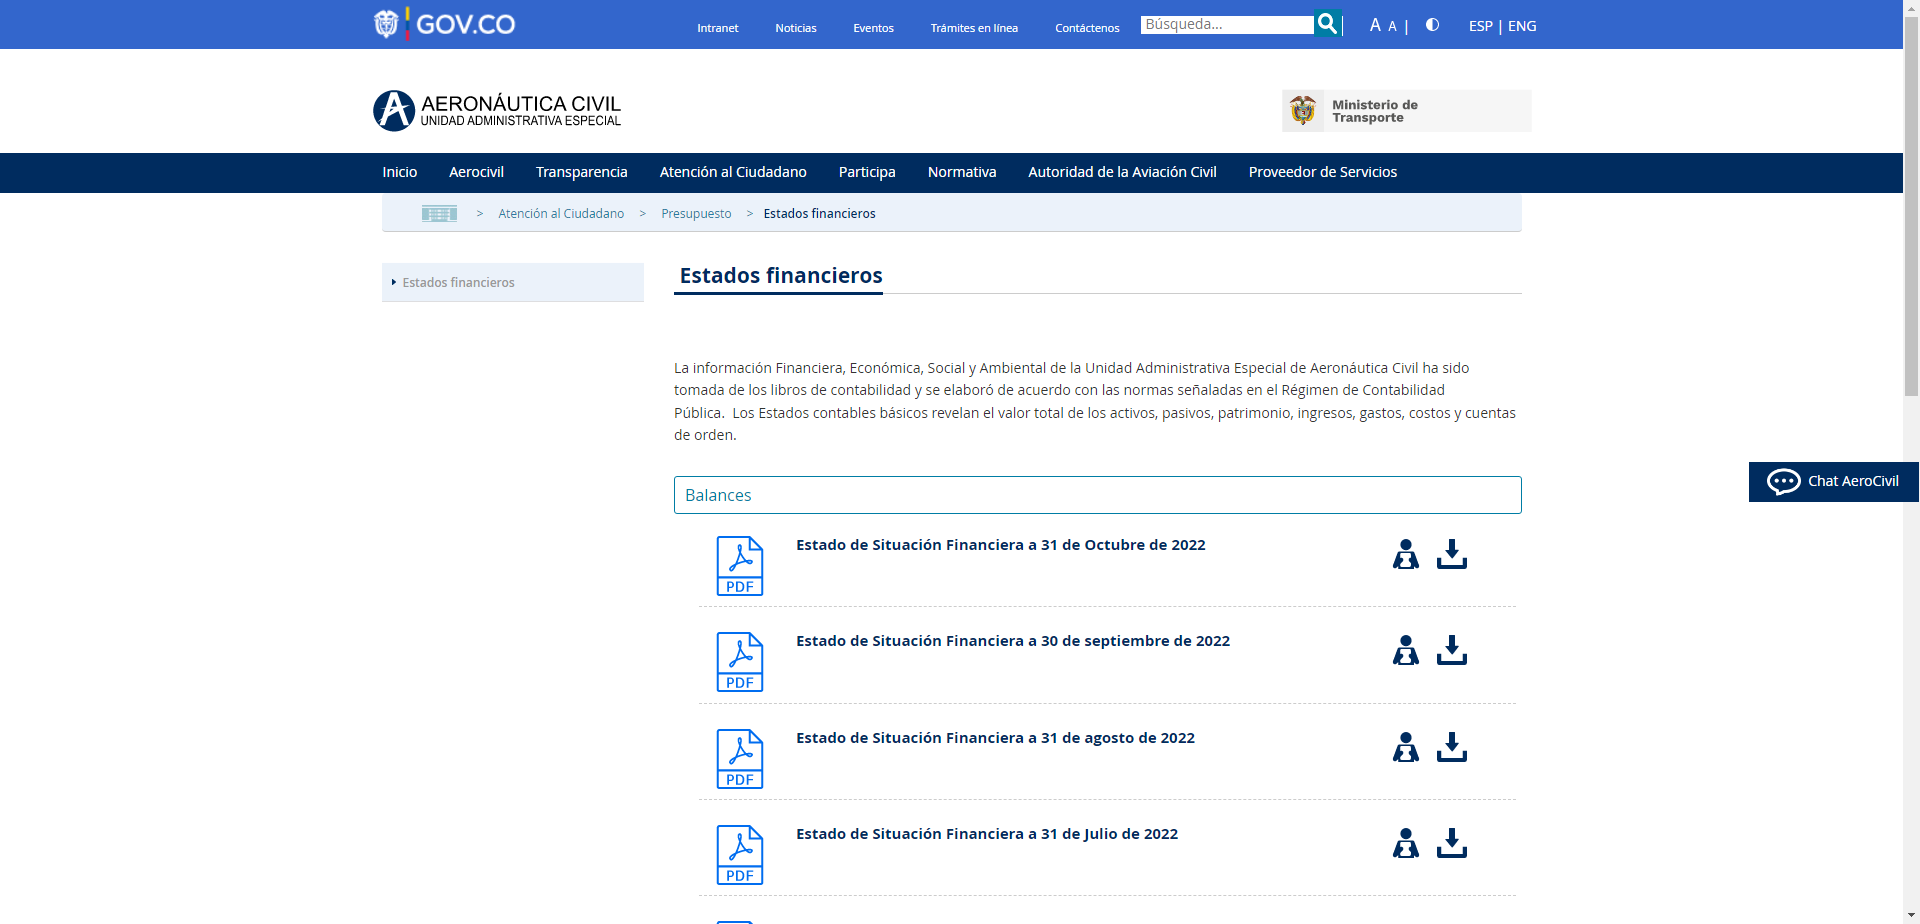 GOV.CO
Intranet
Noticias
Eventos
Trámites en línea
Contáctenos
Búsqueda...
A A |
ESP | ENG
AERONÁUTICA CIVIL
UNIDAD ADMINISTRATIVA ESPECIAL
Ministerio de
Transporte
Inicio
Aerocivil
Transparencia
Atención al Ciudadano
Participa
Normativa
Autoridad de la Aviación Civil
Proveedor de Servicios
> Atención al Ciudadano > Presupuesto > Estados financieros
Estados financieros
Estados financieros
La información Financiera, Económica, Social y Ambiental de la Unidad Administrativa Especial de Aeronáutica Civil ha sido
tomada de los libros de contabilidad y se elaboró de acuerdo con las normas señaladas en el Régimen de Contabilidad
Pública.  Los Estados contables básicos revelan el valor total de los activos, pasivos, patrimonio, ingresos, gastos, costos y cuentas
de orden.
Chat AeroCivil
Balances
Estado de Situación Financiera a 31 de Octubre de 2022
PDF
Estado de Situación Financiera a 30 de septiembre de 2022
PDF
Estado de Situación Financiera a 31 de agosto de 2022
PDF
Estado de Situación Financiera a 31 de Julio de 2022
PDF